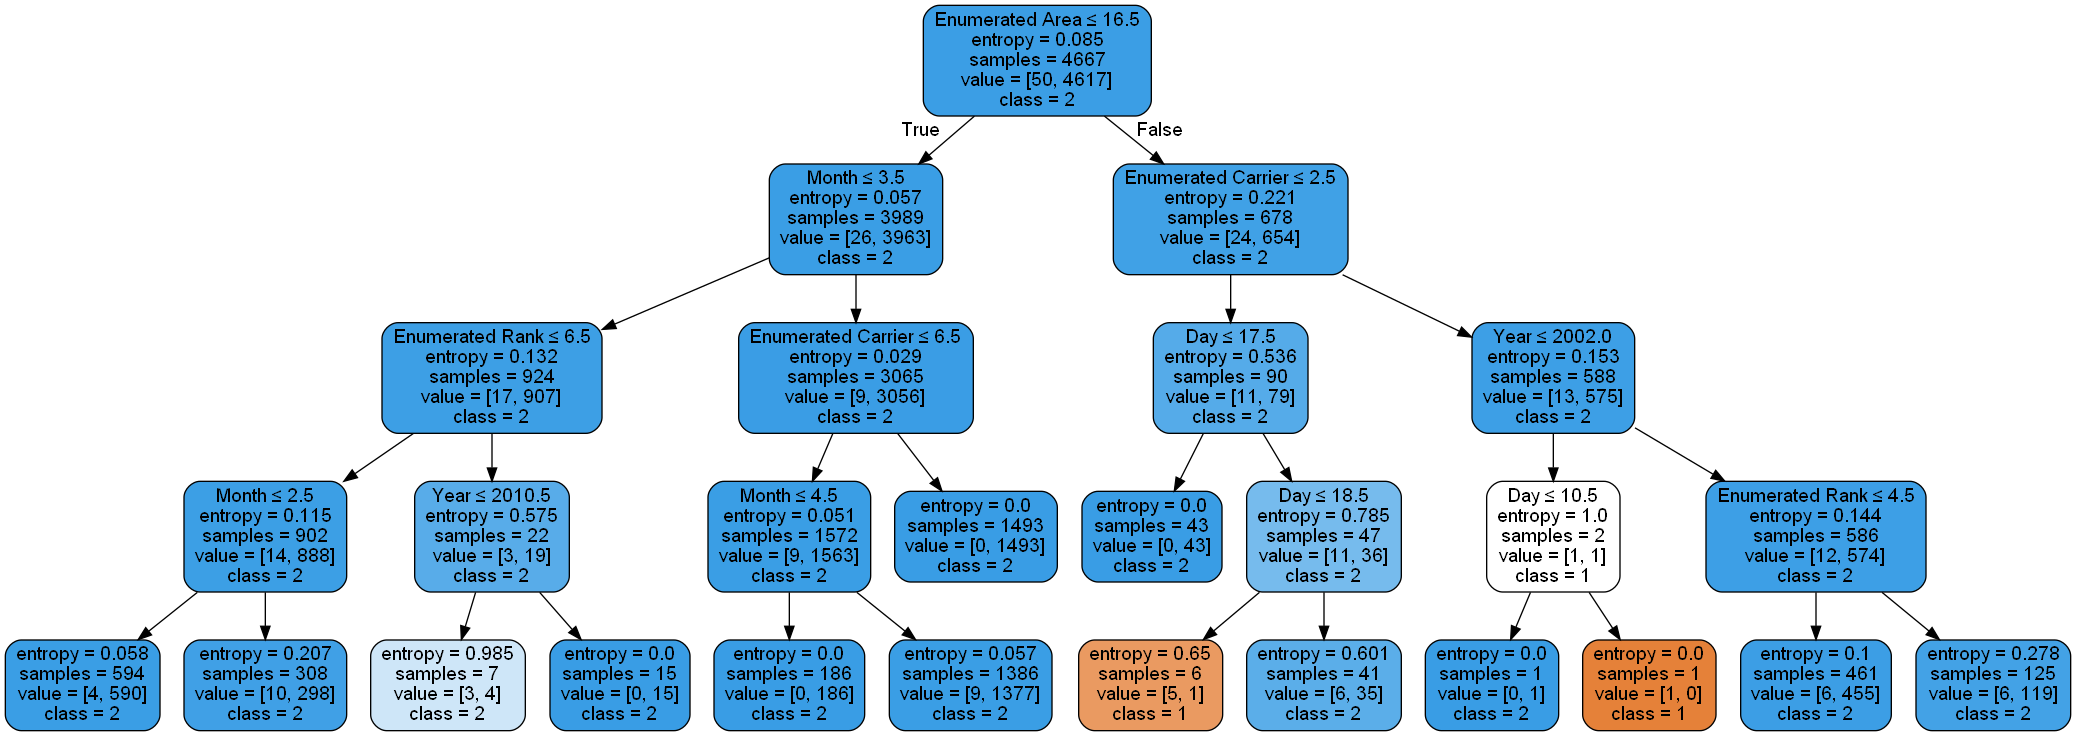 Enumerated Area ≤ 16.5
entropy = 0.085
samples = 4667
value = [50, 4617]
class = 2
True
False
Month ≤ 3.5
entropy = 0.057
samples = 3989
value = [26, 3963]
class = 2
Enumerated Carrier ≤ 2.5
entropy = 0.221
samples = 678
value = [24, 654]
class = 2
Enumerated Rank ≤ 6.5
entropy = 0.132
samples = 924
value = [17, 907]
class = 2
Enumerated Carrier ≤ 6.5
entropy = 0.029
samples = 3065
value = [9, 3056]
class = 2
Day ≤ 17.5
entropy = 0.536
samples = 90
value = [11, 79]
class = 2
Year ≤ 2002.0
entropy = 0.153
samples = 588
value = [13, 575]
class = 2
Month ≤ 2.5
entropy = 0.115
samples = 902
value = [14, 888]
class = 2
Year ≤ 2010.5
entropy = 0.575
samples = 22
value = [3, 19]
class = 2
Month ≤ 4.5
entropy = 0.051
samples = 1572
value = [9, 1563]
class = 2
entropy = 0.0
samples = 1493
value = [0, 1493]
class = 2
entropy = 0.0
samples = 43
value = [0, 43]
class = 2
Day ≤ 18.5
entropy = 0.785
samples = 47
value = [11, 36]
class = 2
Day ≤ 10.5
entropy = 1.0
samples = 2
value = [1, 1]
class = 1
Enumerated Rank ≤ 4.5
entropy = 0.144
samples = 586
value = [12, 574]
class = 2
entropy = 0.058
samples = 594
value = [4, 590]
class = 2
entropy = 0.207
samples = 308
value = [10, 298]
class = 2
entropy = 0.985
samples = 7
value = [3, 4]
class = 2
entropy = 0.0
samples = 15
value = [0, 15]
class = 2
entropy = 0.0
samples = 186
value = [0, 186]
class = 2
entropy = 0.057
samples = 1386
value = [9, 1377]
class = 2
entropy = 0.65
samples = 6
value = [5, 1]
class = 1
entropy = 0.601
samples = 41
value = [6, 35]
class = 2
entropy = 0.0
samples = 1
value = [0, 1]
class = 2
entropy = 0.0
samples = 1
value = [1, 0]
class = 1
entropy = 0.1
samples = 461
value = [6, 455]
class = 2
entropy = 0.278
samples = 125
value = [6, 119]
class = 2